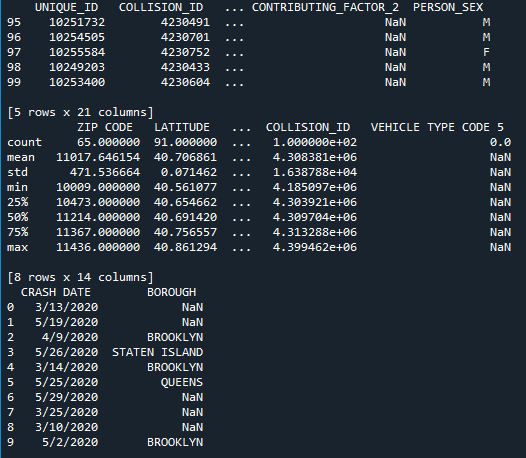 UNIQUE_ID COLLISION_ID ... CONTRIBUTING_FACTOR_2 PERSON_SEX
95 10251732 4230491 ... NaN M
96 10254505 4230701 ... NaN M
97 10255584 4230752 ... NaN F
98 10249203 4230433 ... NaN M
99 10253400 4230604 ... NaN M
[5 rows x 21 columns]
ZIP CODE LATITUDE ... COLLISION_ID VEHICLE TYPE CODE 5
count 65.000000 91.000000 ... 1.000000e+02 0.0
mean 11017.646154 40.706861 ... 4.308381e+06 NaN
std 471.536664 0.071462 ... 1.638788e+04 NaN
min 10009.000000 40.561077 ... 4.185097e+06 NaN
25% 10473.000000 40.654662 ... 4.303921e+06 NaN
50% 11214.000000 40.691420 ... 4.309704e+06 NaN
75% 11367.000000 40.756557 ... 4.313288e+06 NaN
max 11436.000000 40.861294 ... 4.399462e+06 NaN
[8 rows x 14 columns]
CRASH DATE BOROUGH
0 3/13/2020 NaN
1 5/19/2020 NaN
2 4/9/2020 BROOKLYN
3 5/26/2020 STATEN ISLAND
4 3/14/2020 BROOKLYN
5 5/25/2020 QUEENS
6 5/29/2020 NaN
7 3/25/2020 NaN
8 3/10/2020 NaN
9 5/2/2020 BROOKLYN